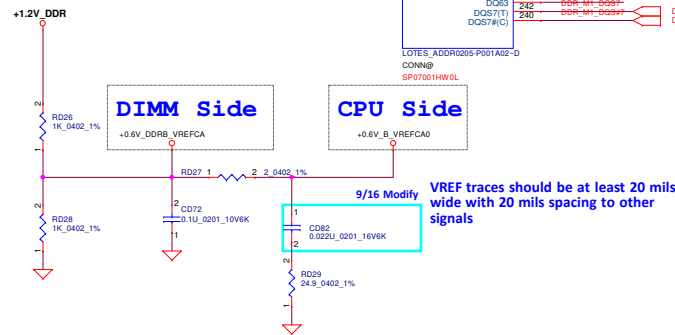 DQ63
DQS7(T)
DQS7#(C)
242
240
DDR_M1_DQS7
DDR_M1_DQS#7
LOTES_ADDR0205-P001A02~D
CONN@
SP07001HW0L
+1.2V_DDR
2
RD26
1K_0402_1%
1
DIMM Side
+0.6V_DDRB_VREFCA
CPU Side
+0.6V_B_VREFCA0
RD27 1 2 2_0402_1%
9/16 Modify
VREF traces should be at least 20 mils
wide with 20 mils spacing to other
signals
2
RD28
1K_0402_1%
1
2
CD72
0.1U_0201_10V6K
1
1
CD82
0.022U_0201_16V6K
2
2
RD29
24.9_0402_1%
1